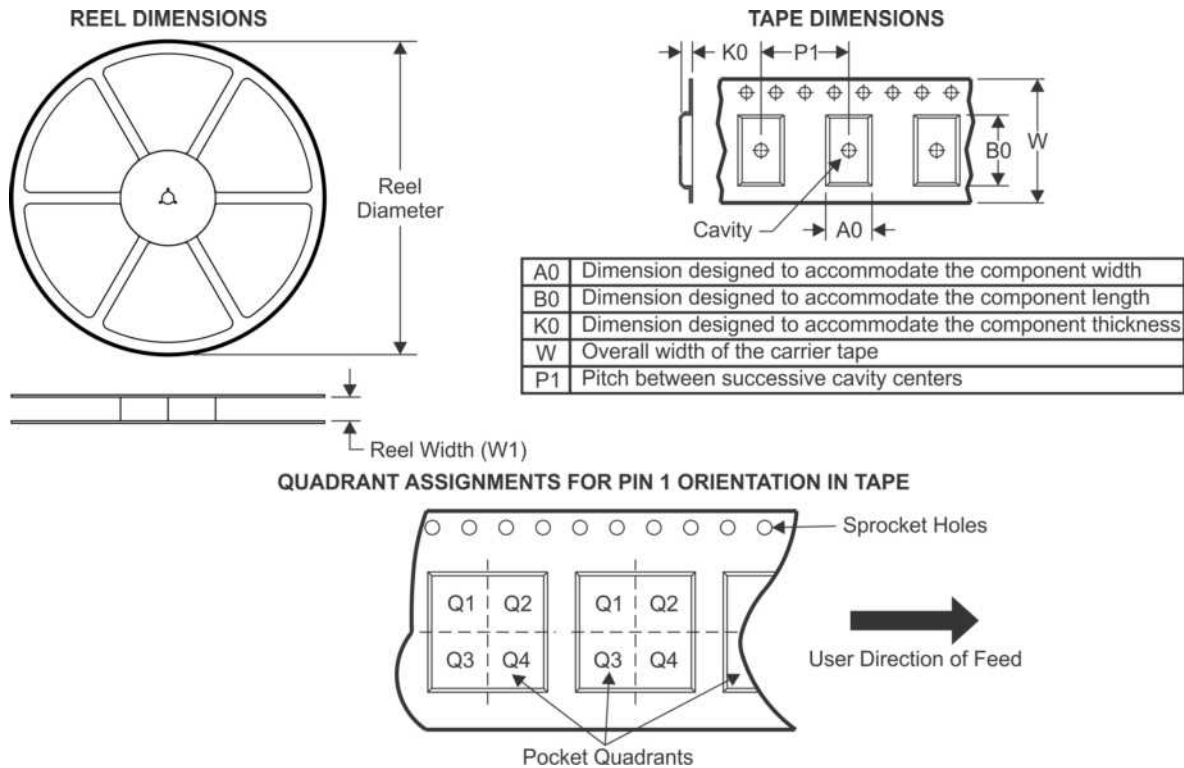 REEL DIMENSIONS
Reel
Diameter
Reel Width (W1)
TAPE DIMENSIONS
K0
P1
B0
W
Cavity
A0
A0 Dimension designed to accommodate the component width
B0 Dimension designed to accommodate the component length
K0 Dimension designed to accommodate the component thickness
W Overall width of the carrier tape
P1 Pitch between successive cavity centers
QUADRANT ASSIGNMENTS FOR PIN 1 ORIENTATION IN TAPE
Sprocket Holes
Q1 Q2 Q1 Q2
Q3 Q4 Q3 Q4
User Direction of Feed
Pocket Quadrants